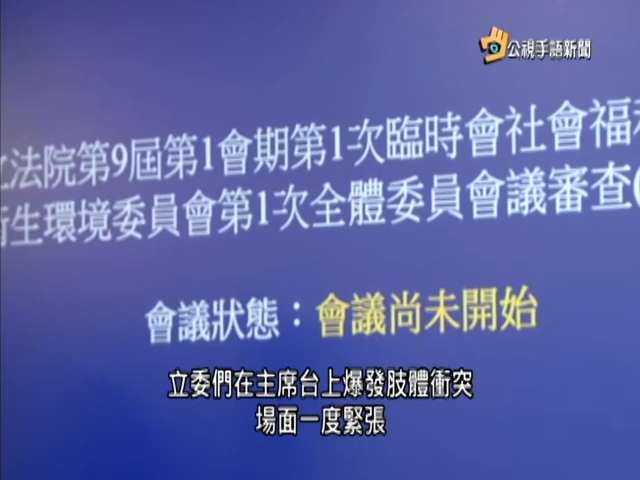 公視手語新聞
立法院第9屆第1會期第1次臨時會社會福利
衛生環境委員會第1次全體委員會議審查(
會議狀態：會議尚未開始
立委們在主席台上爆發肢體衝突
場面一度緊張